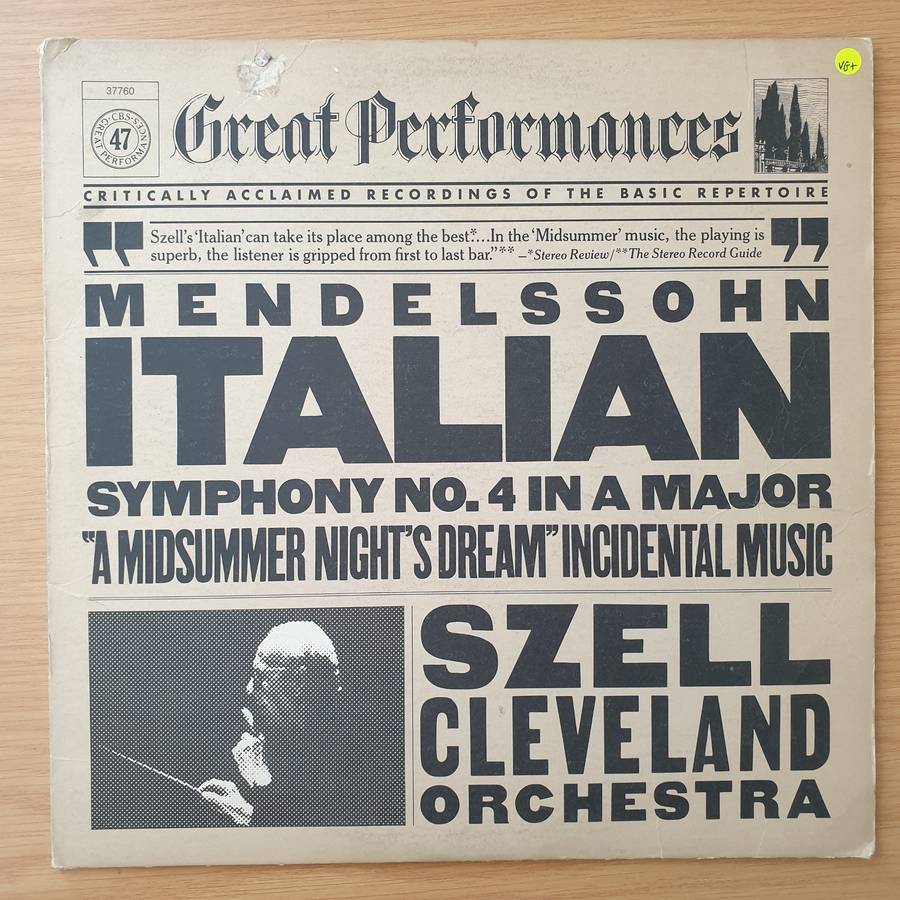 VG+
37760
CBS
GREAT PERFORMANCES
47
Great Performances
CRITICALLY ACCLAIMED RECORDINGS OF THE BASIC REPERTOIRE
" Szell's 'Italian' can take its place among the best*...In the 'Midsummer' music, the playing is "
superb, the listener is gripped from first to last bar."** –*Stereo Review/**The Stereo Record Guide
MENDELSSOHN
ITALIAN
SYMPHONY NO. 4 IN A MAJOR
"A MIDSUMMER NIGHT'S DREAM" INCIDENTAL MUSIC
SZELL
CLEVELAND
ORCHESTRA